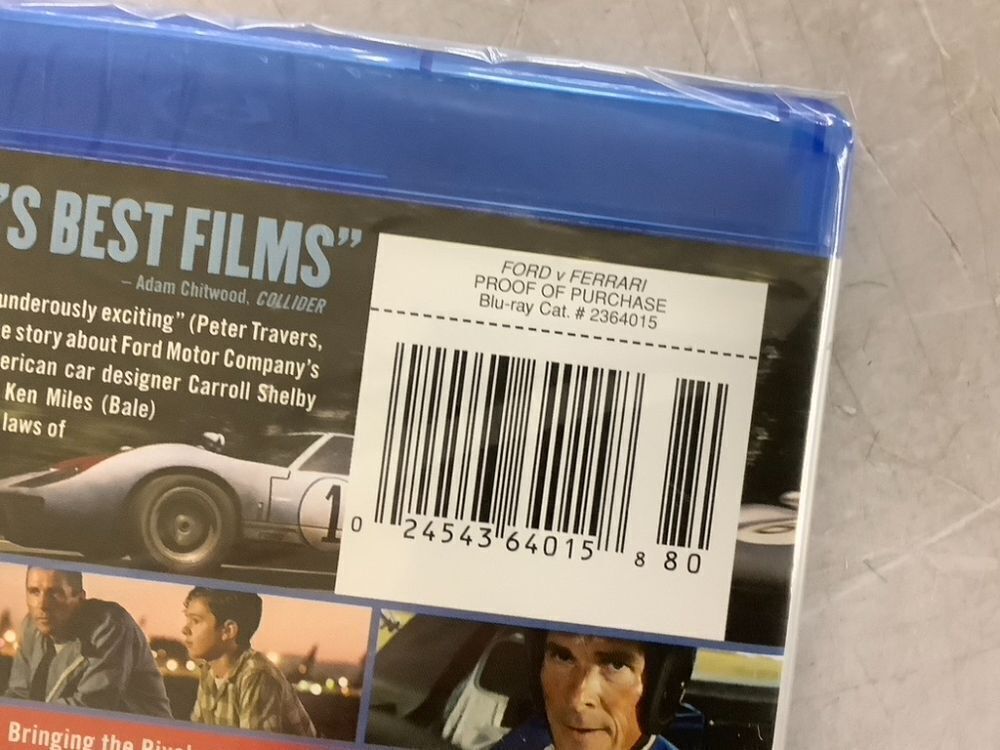 'S BEST FILMS”
– Adam Chitwood, COLLIDER
underously exciting” (Peter Travers,
e story about Ford Motor Company's
erican car designer Carroll Shelby
Ken Miles (Bale)
laws of
FORD v FERRARI
PROOF OF PURCHASE
Blu-ray Cat. # 2364015
0 24543 64015 8 80
1
Bringing the